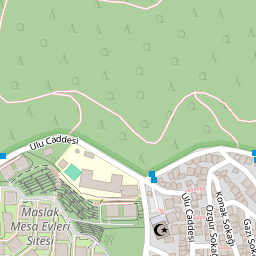 Ulu Caddesi
Maslak
Mesa Evleri
Sitesi
Ulu Caddesi
Konak Sokağı
Özgür Sokağı
Gazi Sokağı